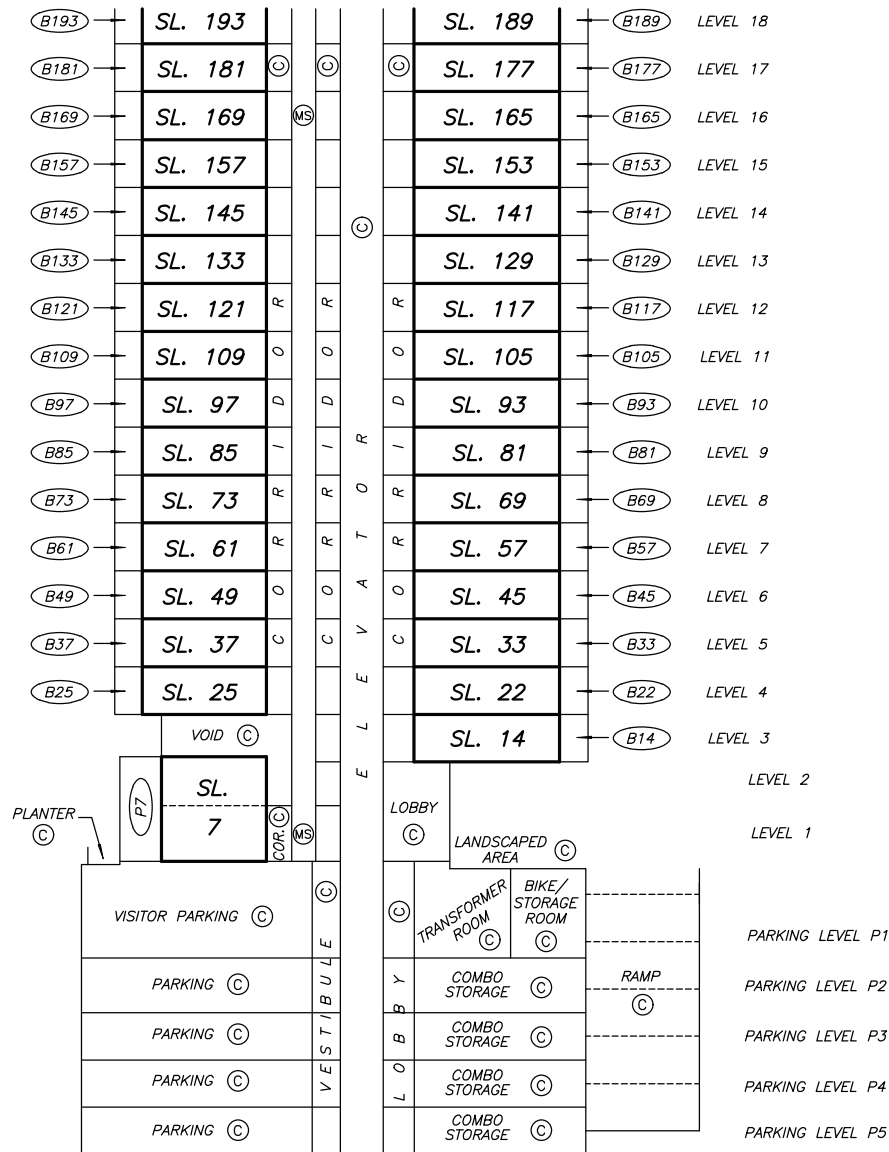 B193 SL. 193 SL. 189 B189 LEVEL 18
B181 SL. 181 C C C SL. 177 B177 LEVEL 17
B169 SL. 169 MS SL. 165 B165 LEVEL 16
B157 SL. 157 SL. 153 B153 LEVEL 15
B145 SL. 145 C SL. 141 B141 LEVEL 14
B133 SL. 133 SL. 129 B129 LEVEL 13
B121 SL. 121 SL. 117 B117 LEVEL 12
B109 SL. 109 SL. 105 B105 LEVEL 11
B97 SL. 97 SL. 93 B93 LEVEL 10
B85 SL. 85 SL. 81 B81 LEVEL 9
B73 SL. 73 SL. 69 B69 LEVEL 8
B61 SL. 61 SL. 57 B57 LEVEL 7
B49 SL. 49 SL. 45 B45 LEVEL 6
B37 SL. 37 SL. 33 B33 LEVEL 5
B25 SL. 25 SL. 22 B22 LEVEL 4
CORRIDOR
CORRIDOR
ELEVATOR
CORRIDOR
VOID C SL. 14 B14 LEVEL 3
LEVEL 2
P7 SL.
7
COR. C
MS
LOBBY
C
LEVEL 1
PLANTER
C
LANDSCAPED
AREA C
VISITOR PARKING C
VESTIBULE C
C LOBBY
TRANSFORMER
ROOM C
BIKE/
STORAGE
ROOM
C
PARKING LEVEL P1
PARKING C COMBO
STORAGE C
RAMP
C
PARKING LEVEL P2
PARKING C COMBO
STORAGE C PARKING LEVEL P3
PARKING C COMBO
STORAGE C PARKING LEVEL P4
PARKING C COMBO
STORAGE C PARKING LEVEL P5